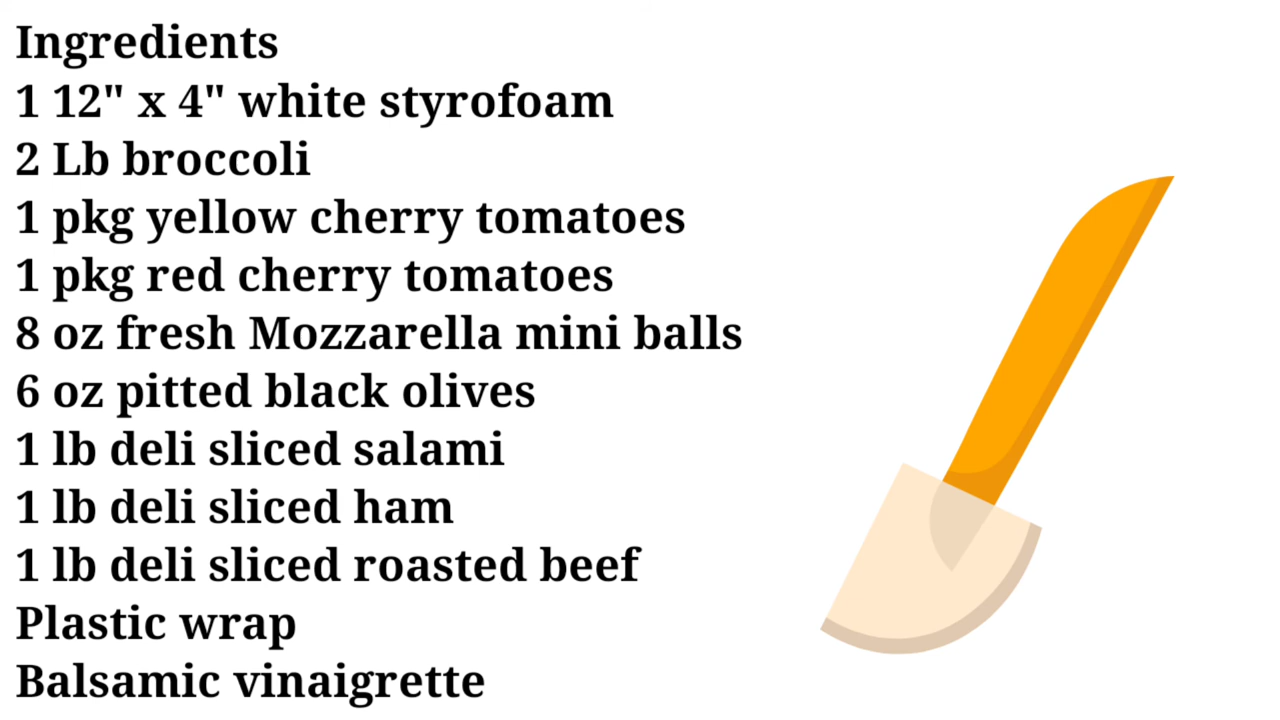 Ingredients
1 12" x 4" white styrofoam
2 Lb broccoli
1 pkg yellow cherry tomatoes
1 pkg red cherry tomatoes
8 oz fresh Mozzarella mini balls
6 oz pitted black olives
1 lb deli sliced salami
1 lb deli sliced ham
1 lb deli sliced roasted beef
Plastic wrap
Balsamic vinaigrette